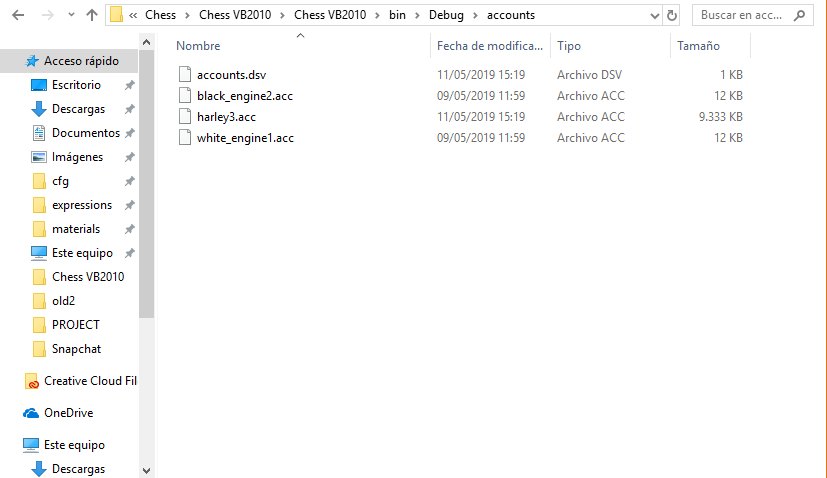 « Chess > Chess VB2010 > Chess VB2010 > bin > Debug > accounts
Buscar en acc...
Nombre Fecha de modifica... Tipo Tamaño
accounts.dsv 11/05/2019 15:19 Archivo DSV 1 KB
black_engine2.acc 09/05/2019 11:59 Archivo ACC 12 KB
harley3.acc 11/05/2019 15:19 Archivo ACC 9.333 KB
white_engine1.acc 09/05/2019 11:59 Archivo ACC 12 KB
Acceso rápido
Escritorio
Descargas
Documentos
Imágenes
cfg
expressions
materials
Este equipo
Chess VB2010
old2
PROJECT
Snapchat
Creative Cloud Fil
OneDrive
Este equipo
Descargas